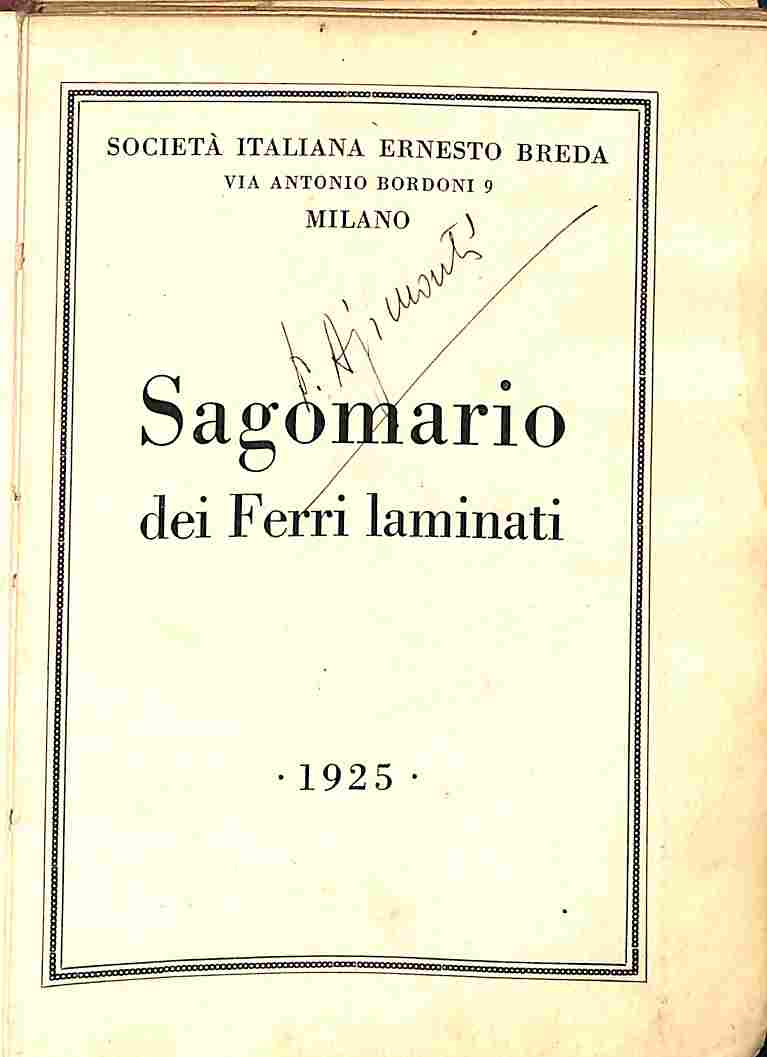 SOCIETÀ ITALIANA ERNESTO BREDA
VIA ANTONIO BORDONI 9
MILANO
Sagomario
dei Ferri laminati
· 1925 ·